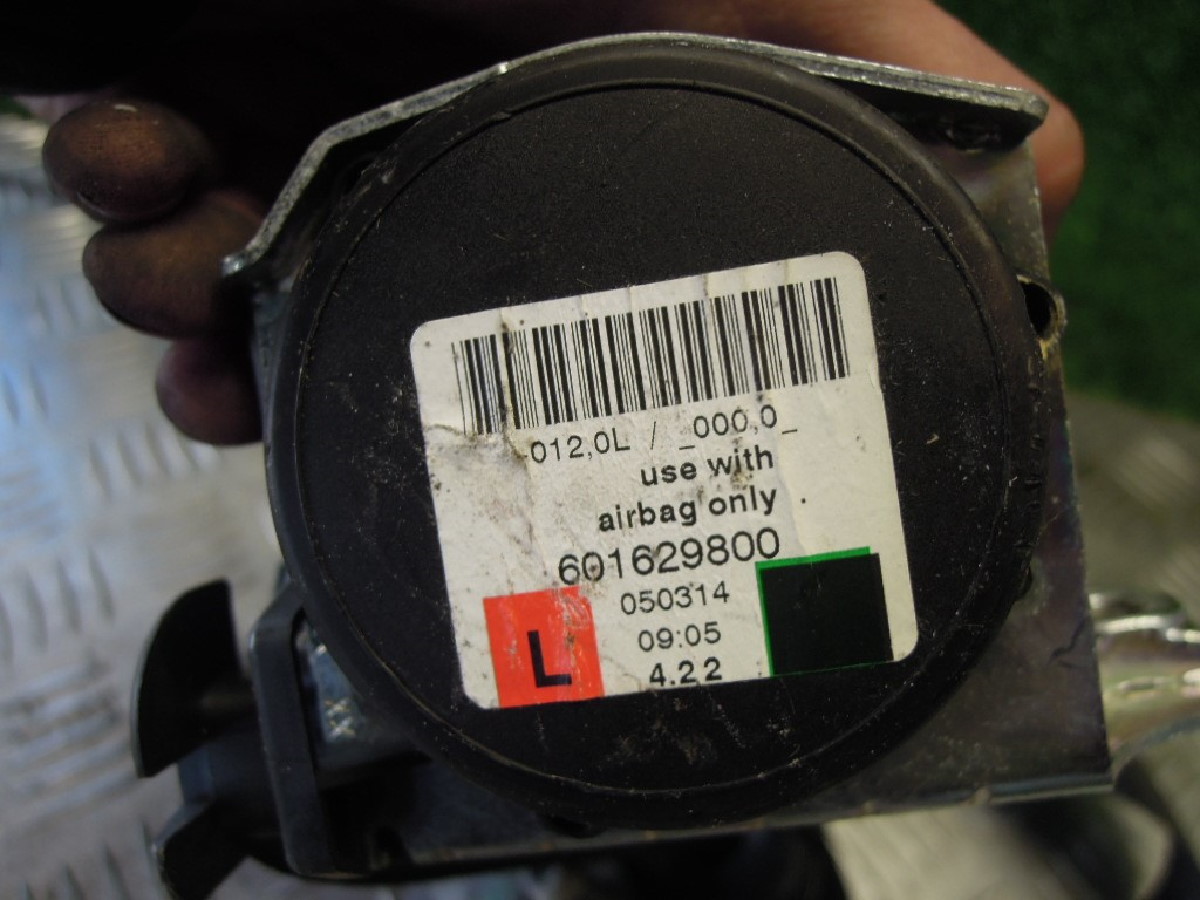 012,0L / _000,0_
use with
airbag only
601629800
050314
09:05
4.22
L